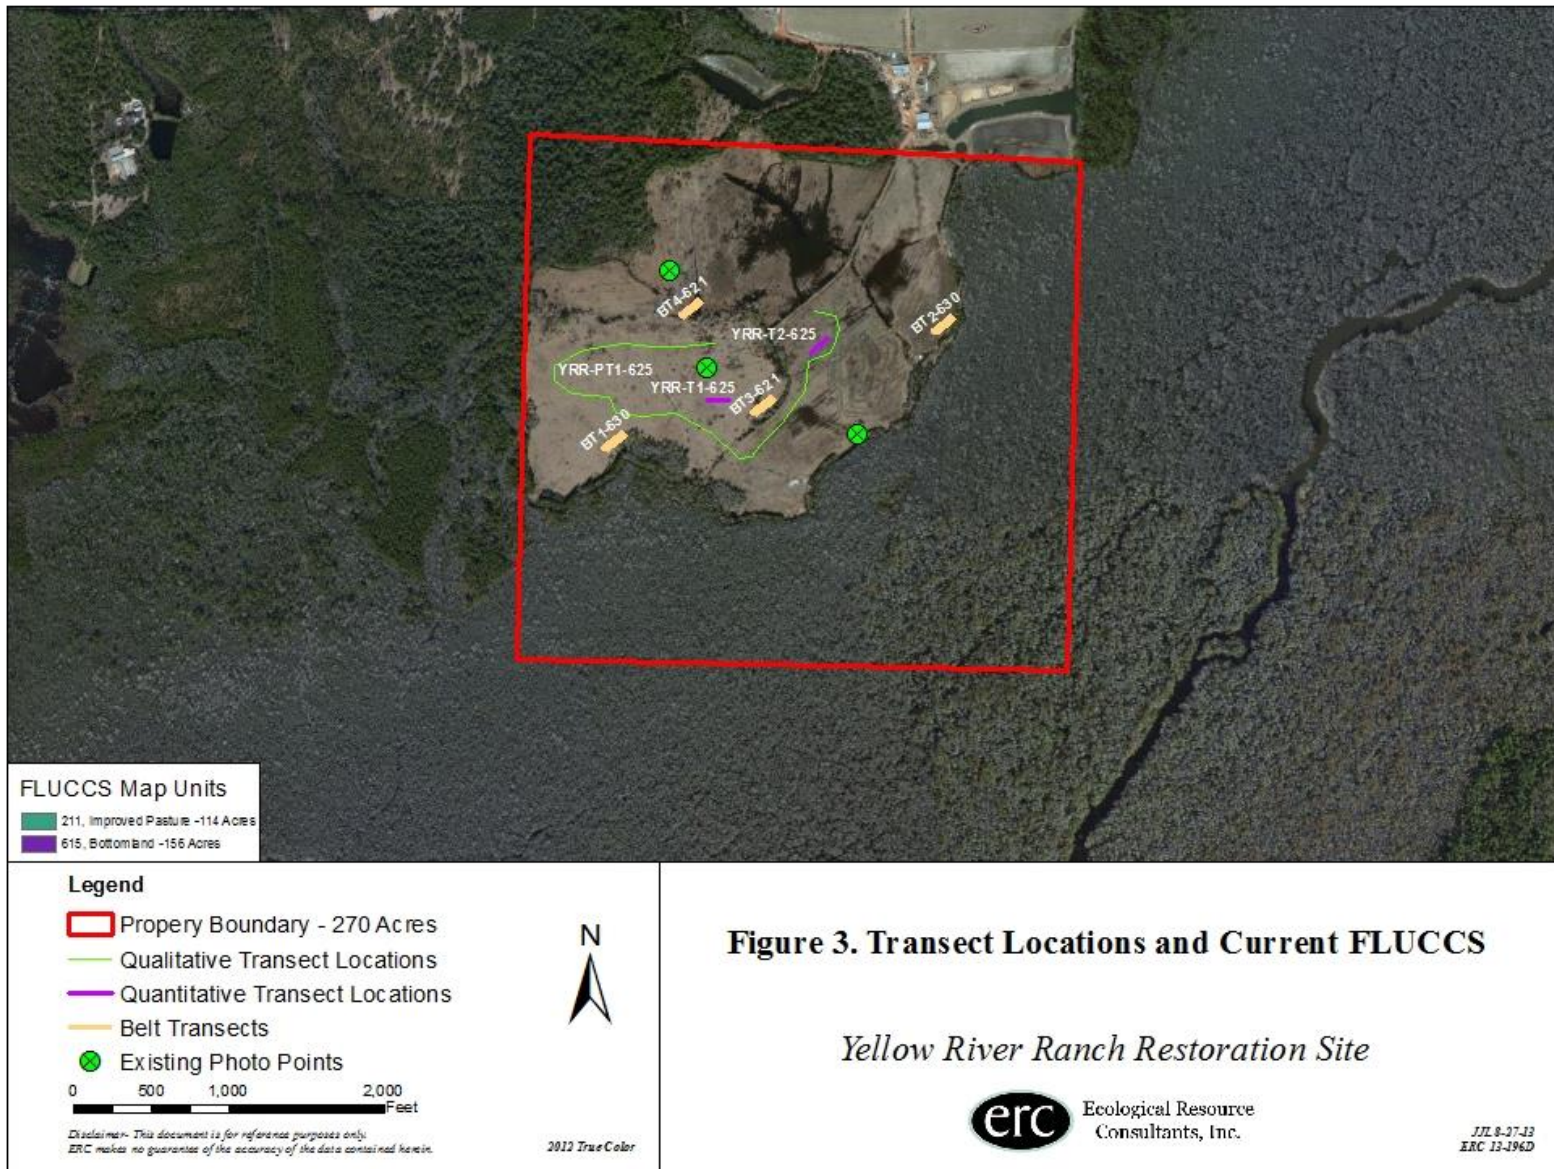 BT4-621
BT2-630
YRR-T2-625
YRR-PT1-625
YRR-T1-625
BT3-621
BT1-630
FLUCCS Map Units
211, Improved Pasture -114 Acres
615, Bottomland -156 Acres
Legend
Propery Boundary - 270 Acres
Qualitative Transect Locations
Quantitative Transect Locations
Belt Transects
Existing Photo Points
N
0 500 1,000 2,000
Feet
Disclaimer- This document is for reference purposes only.
ERC makes no guarantee of the accuracy of the data contained herein.
2012 True Color
Figure 3. Transect Locations and Current FLUCCS
Yellow River Ranch Restoration Site
erc
Ecological Resource
Consultants, Inc.
JJL 8-27-13
ERC 13-196D